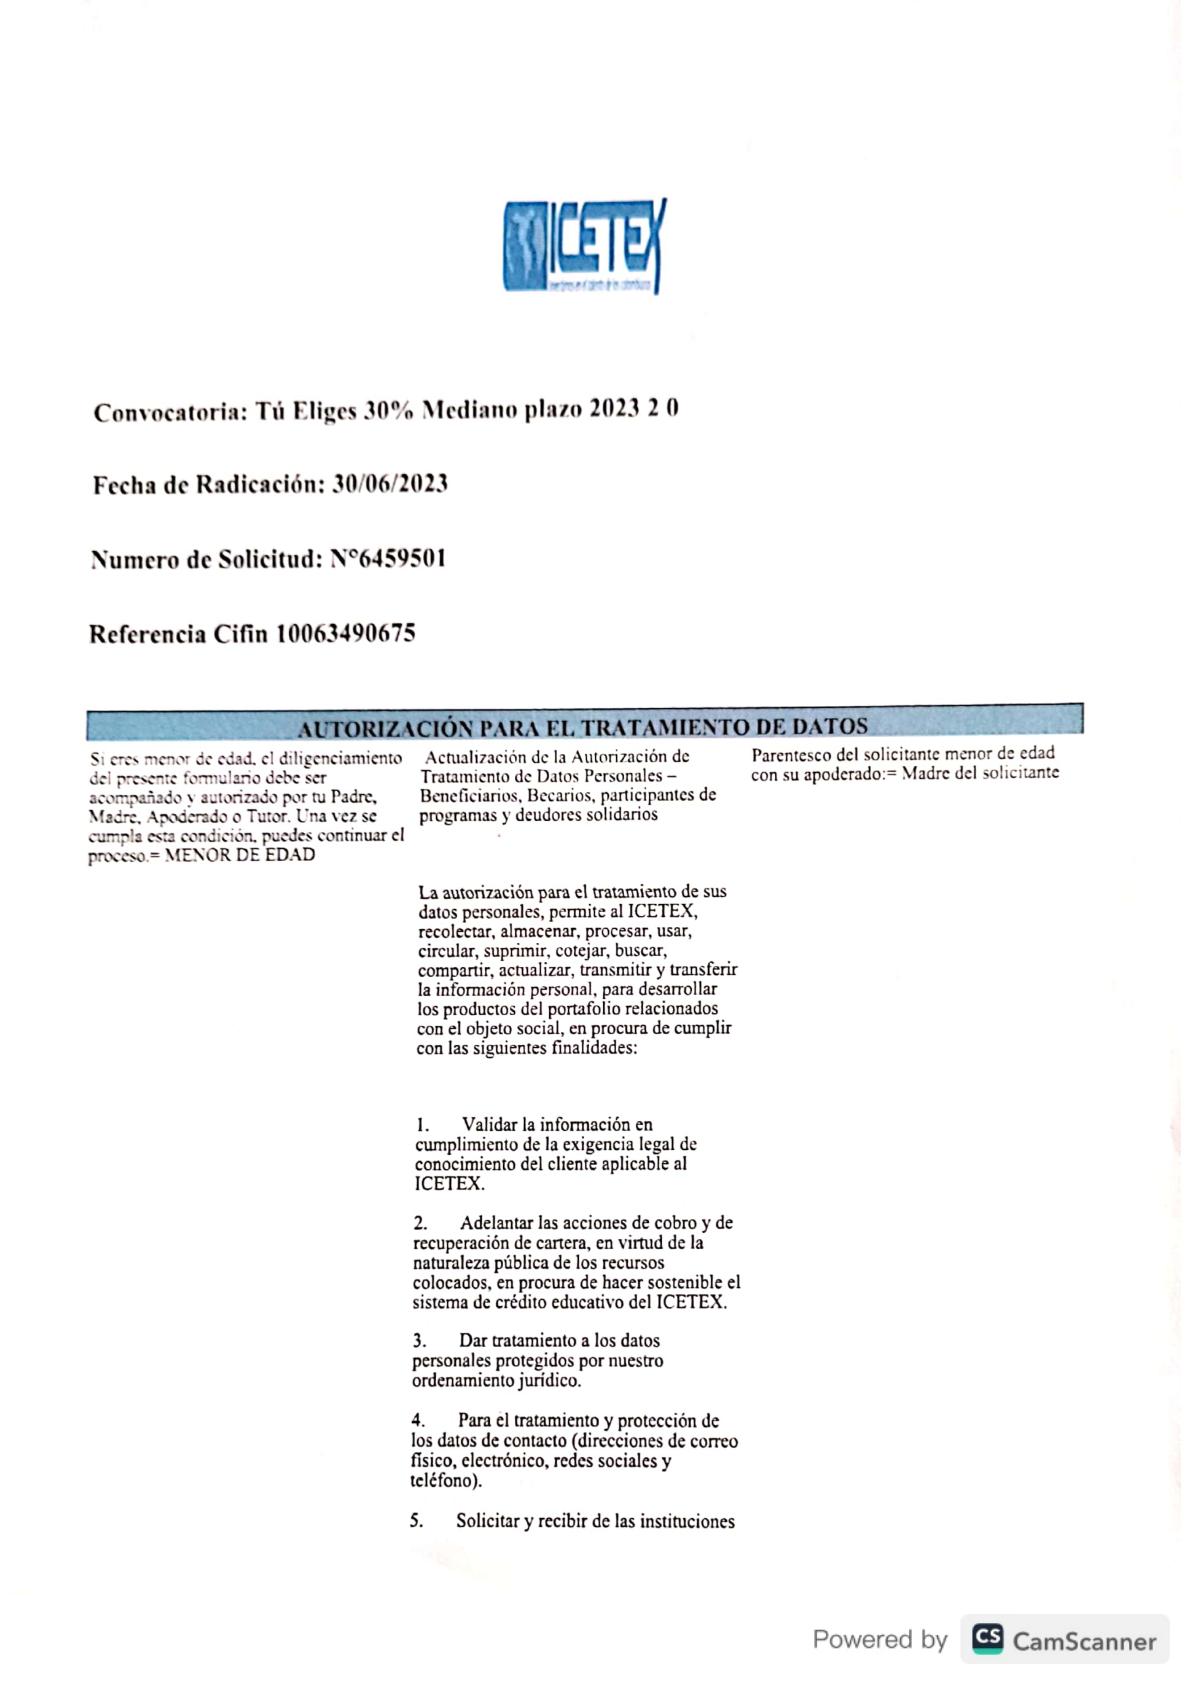 ICETEX
Convocatoria: Tú Eliges 30% Mediano plazo 2023 2 0
Fecha de Radicación: 30/06/2023
Numero de Solicitud: N°6459501
Referencia Cifin 10063490675
AUTORIZACIÓN PARA EL TRATAMIENTO DE DATOS
Si eres menor de edad, el diligenciamiento
del presente formulario debe ser
acompañado y autorizado por tu Padre,
Madre, Apoderado o Tutor. Una vez se
cumpla esta condición, puedes continuar el
proceso.= MENOR DE EDAD
Actualización de la Autorización de
Tratamiento de Datos Personales –
Beneficiarios, Becarios, participantes de
programas y deudores solidarios
La autorización para el tratamiento de sus
datos personales, permite al ICETEX,
recolectar, almacenar, procesar, usar,
circular, suprimir, cotejar, buscar,
compartir, actualizar, transmitir y transferir
la información personal, para desarrollar
los productos del portafolio relacionados
con el objeto social, en procura de cumplir
con las siguientes finalidades:
1. Validar la información en
cumplimiento de la exigencia legal de
conocimiento del cliente aplicable al
ICETEX.
2. Adelantar las acciones de cobro y de
recuperación de cartera, en virtud de la
naturaleza pública de los recursos
colocados, en procura de hacer sostenible el
sistema de crédito educativo del ICETEX.
3. Dar tratamiento a los datos
personales protegidos por nuestro
ordenamiento jurídico.
4. Para el tratamiento y protección de
los datos de contacto (direcciones de correo
físico, electrónico, redes sociales y
teléfono).
5. Solicitar y recibir de las instituciones
Parentesco del solicitante menor de edad
con su apoderado:= Madre del solicitante
Powered by CS CamScanner